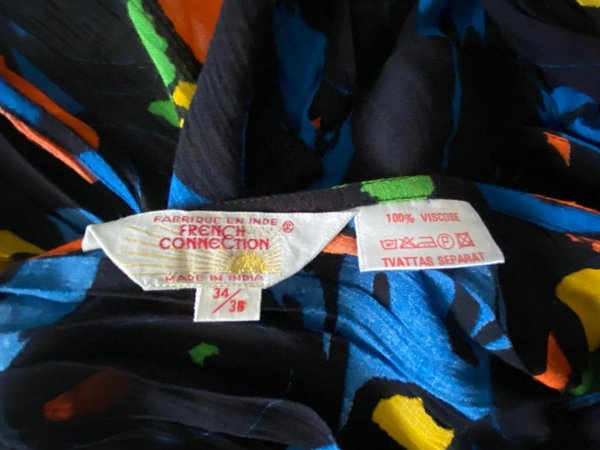 FABRIQUE EN INDE
FRENCH ®
CONNECTION
MADE IN INDIA
34/
36
100% VISCOSE
TVATTAS SEPARAT